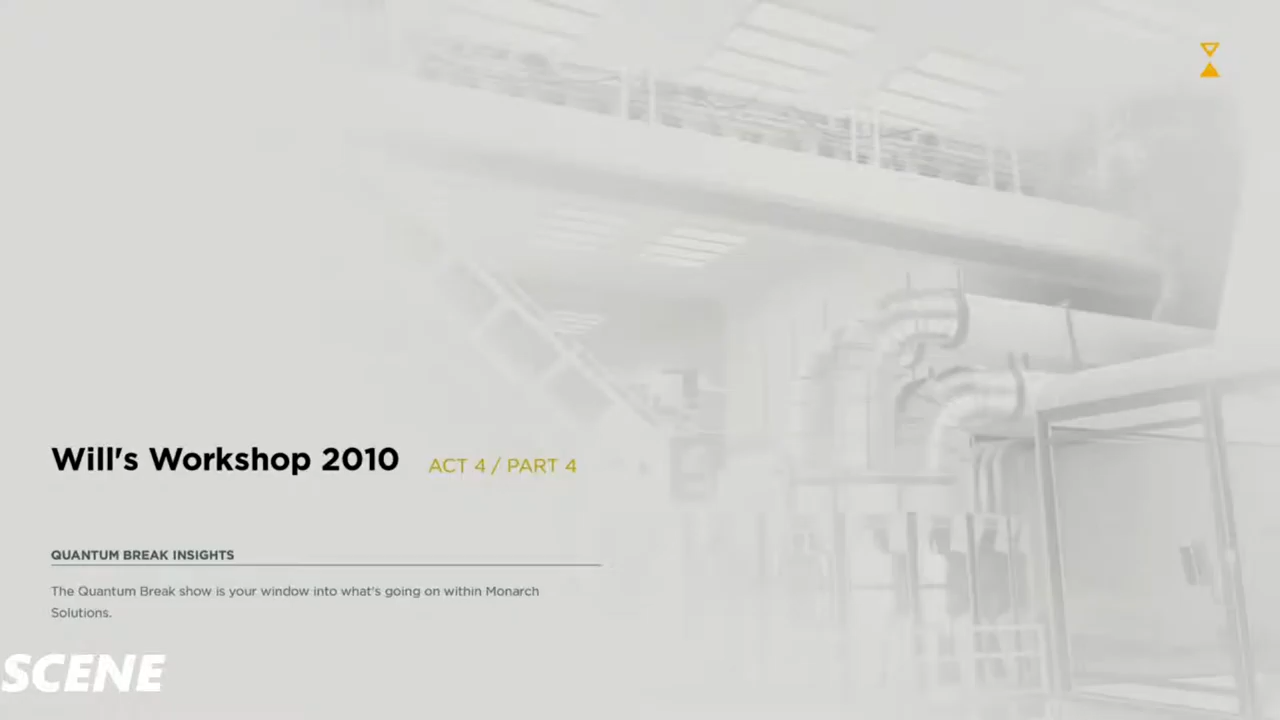 Will's Workshop 2010 ACT 4 / PART 4
QUANTUM BREAK INSIGHTS
The Quantum Break show is your window into what's going on within Monarch
Solutions.
SCENE